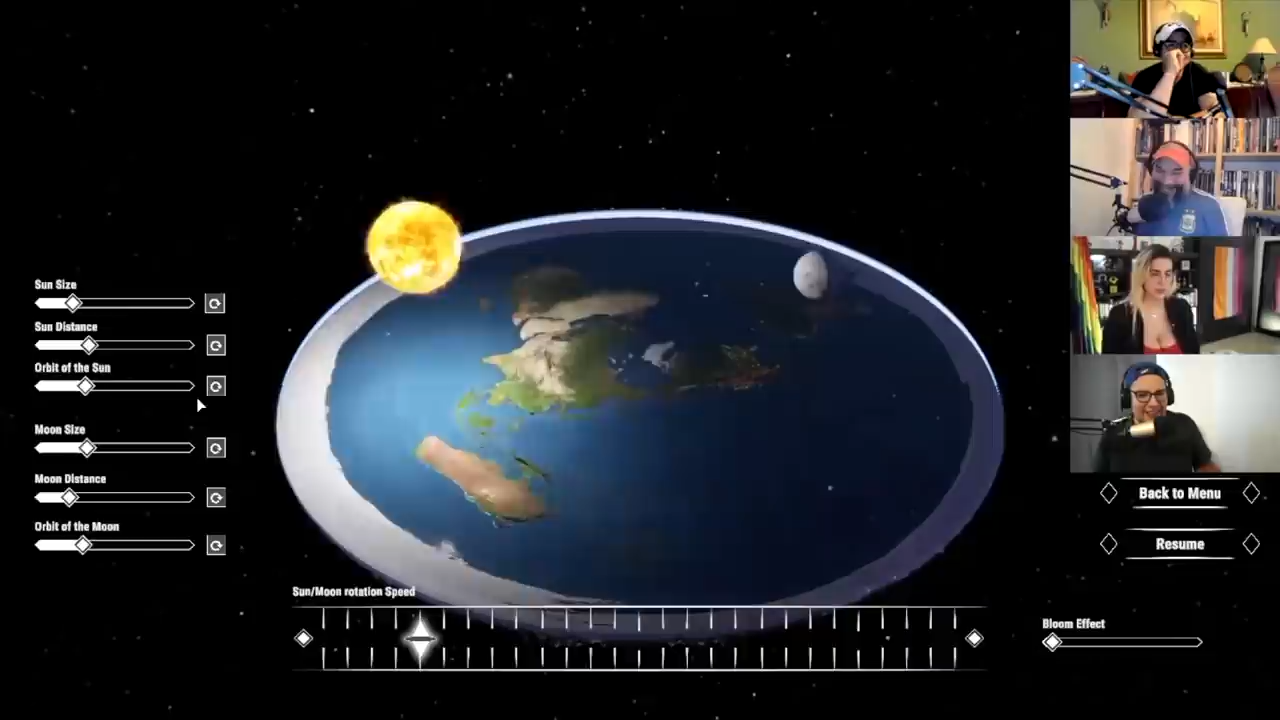 Sun Size
Sun Distance
Orbit of the Sun
Moon Size
Moon Distance
Orbit of the Moon
Back to Menu
Resume
Sun/Moon rotation Speed
Bloom Effect